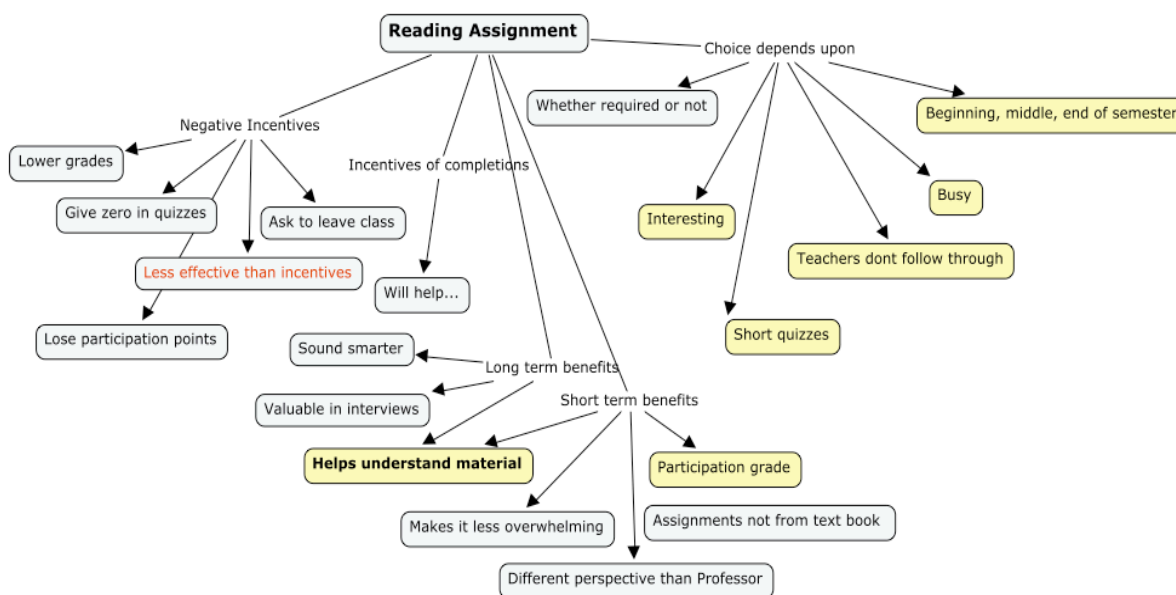 Reading Assignment
Choice depends upon
Whether required or not
Beginning, middle, end of semester
Negative Incentives
Lower grades
Incentives of completions
Give zero in quizzes
Ask to leave class
Interesting
Busy
Less effective than incentives
Teachers dont follow through
Will help...
Lose participation points
Short quizzes
Sound smarter
Long term benefits
Valuable in interviews
Short term benefits
Helps understand material
Participation grade
Makes it less overwhelming
Assignments not from text book
Different perspective than Professor